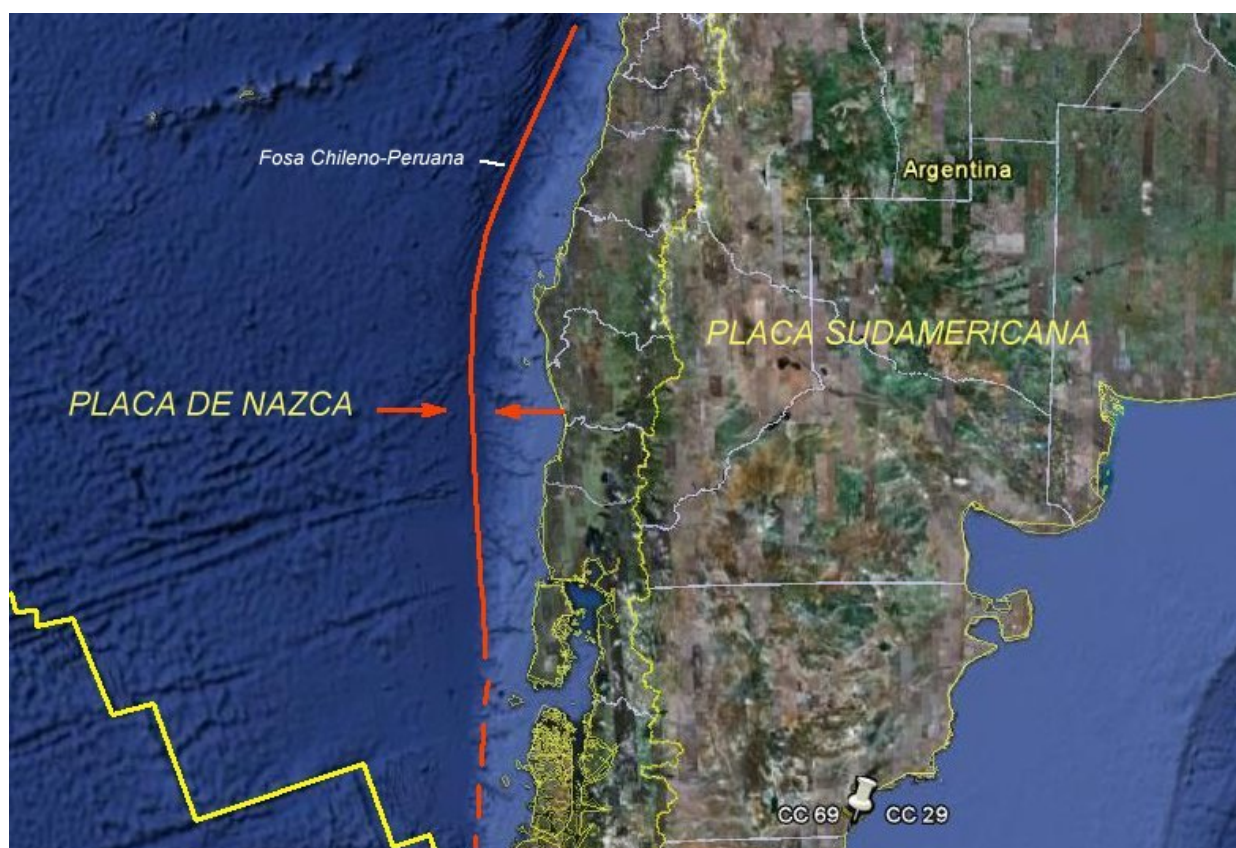 Fosa Chileno-Peruana
Argentina
PLACA SUDAMERICANA
PLACA DE NAZCA
CC 69 CC 29